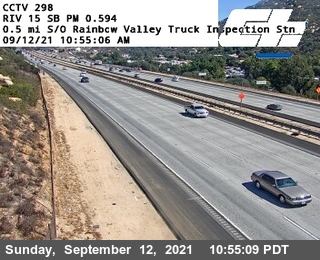 CCTV 298
RIV 15 SB PM 0.594
0.5 mi S/O Rainbcw Valley Truck Inspection Stn
09/12/21 10:55:06 AM
Sunday, September 12, 2021 10:55:09 PDT